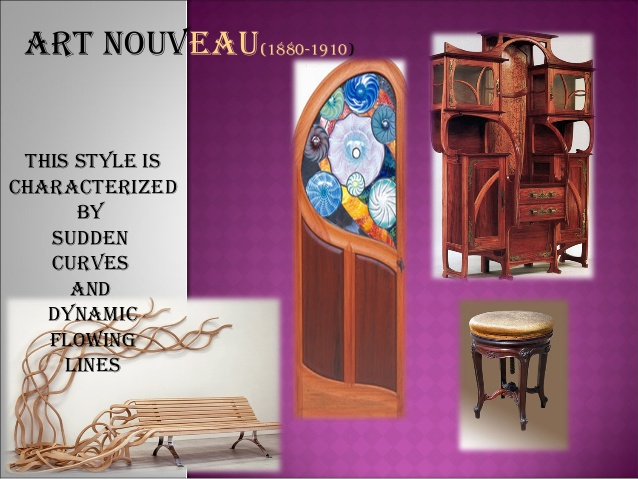 ART NOUVEAU(1880-1910)
THIS STYLE IS
CHARACTERIZED
BY
SUDDEN
CURVES
AND
DYNAMIC
FLOWING
LINES